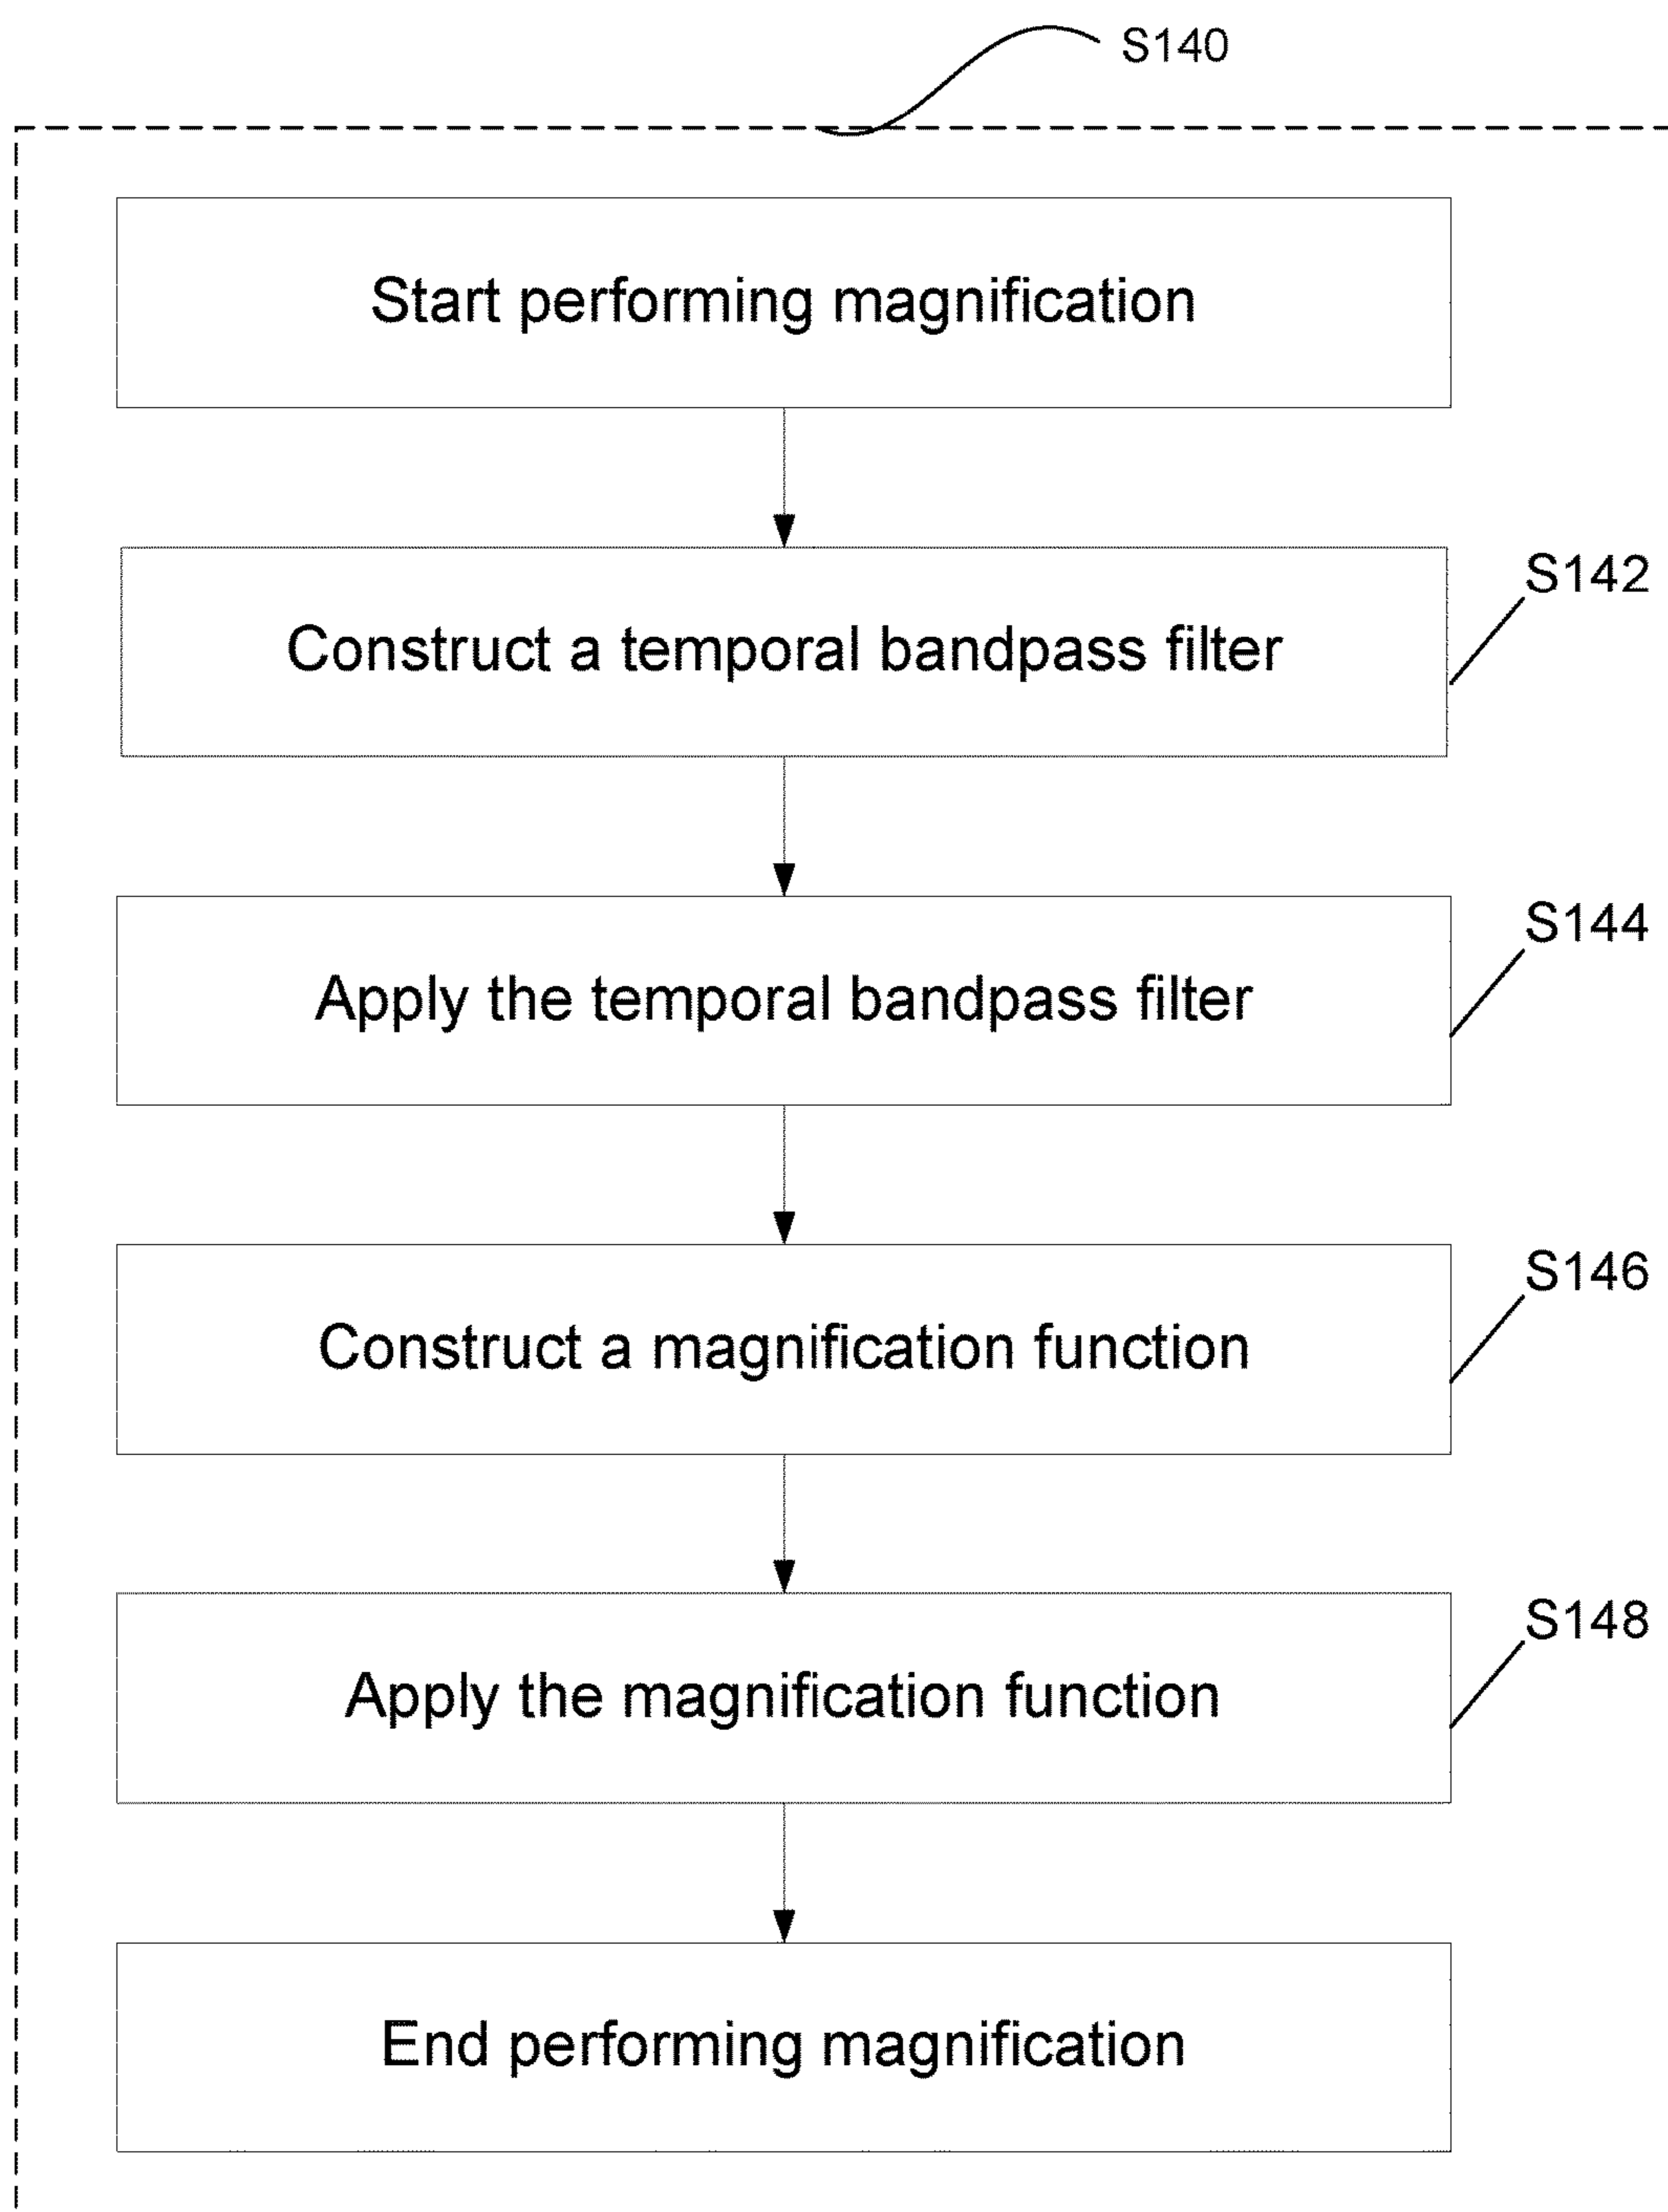 S140
Start performing magnification
S142
Construct a temporal bandpass filter
S144
Apply the temporal bandpass filter
S146
Construct a magnification function
S148
Apply the magnification function
End performing magnification